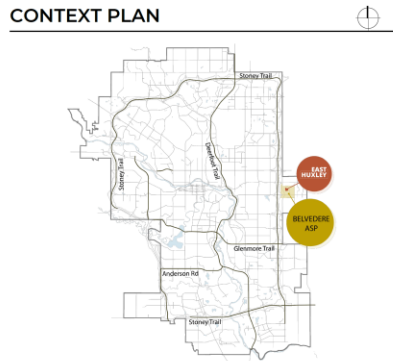 CONTEXT PLAN
Stoney Trail
Stoney Trail
Deerfoot Trail
EAST
HUXLEY
BELVEDERE
ASP
Glenmore Trail
Anderson Rd
Stoney Trail